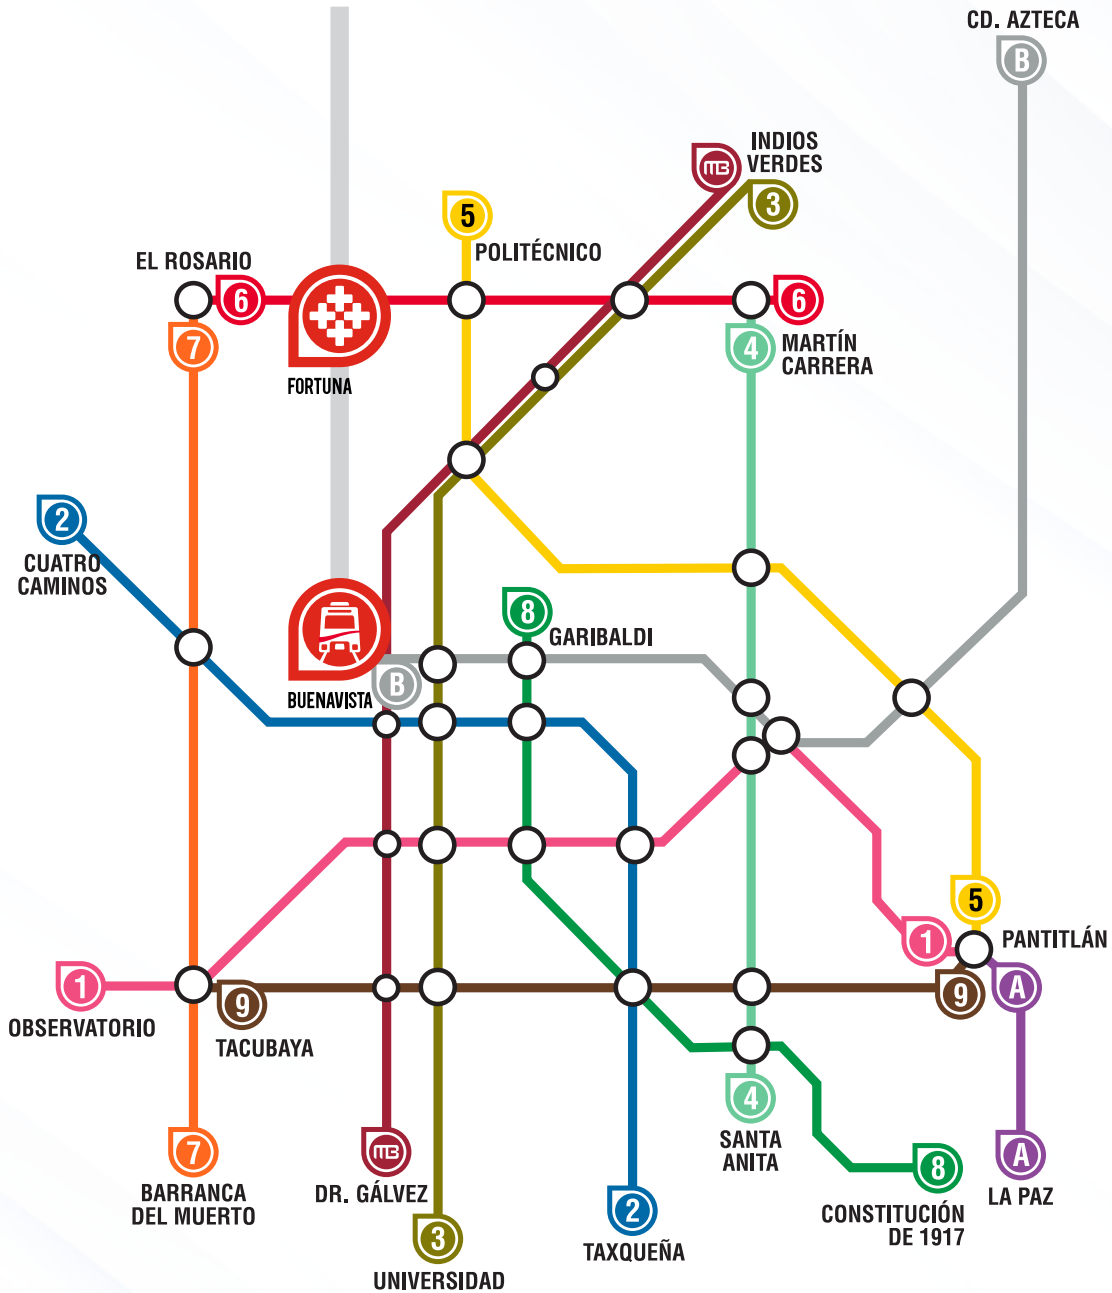 CD. AZTECA
B
INDIOS
VERDES
MB
3
5
POLITÉCNICO
EL ROSARIO
6
6
7
4
MARTÍN
CARRERA
FORTUNA
2
CUATRO
CAMINOS
8
GARIBALDI
B
BUENAVISTA
5
1
PANTITLÁN
1
OBSERVATORIO
9
TACUBAYA
9
A
4
SANTA
ANITA
7
BARRANCA
DEL MUERTO
MB
DR. GÁLVEZ
A
LA PAZ
8
CONSTITUCIÓN
DE 1917
2
TAXQUEÑA
3
UNIVERSIDAD